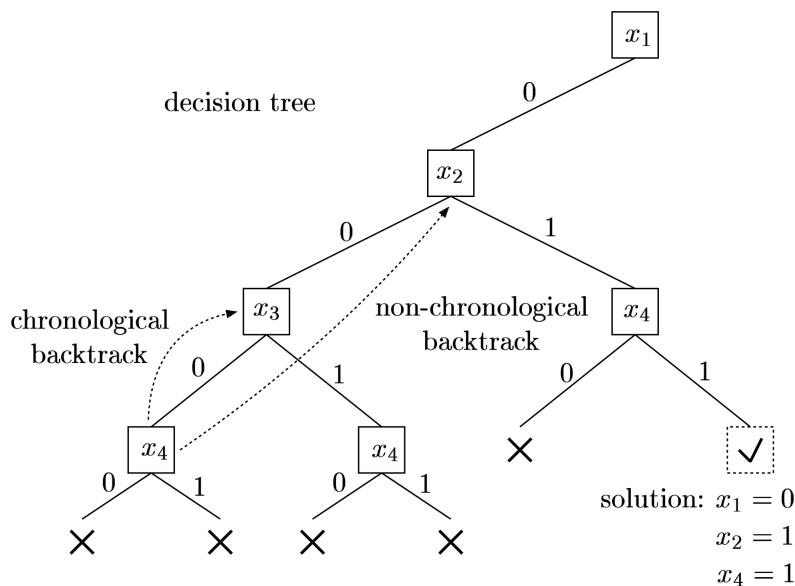 x₁
0
decision tree
x₂
0
1
x₃
x₄
chronological
backtrack
non-chronological
backtrack
0
1
0
1
x₄
x₄
0
1
0
1
solution: x₁ = 0
x₂ = 1
x₄ = 1